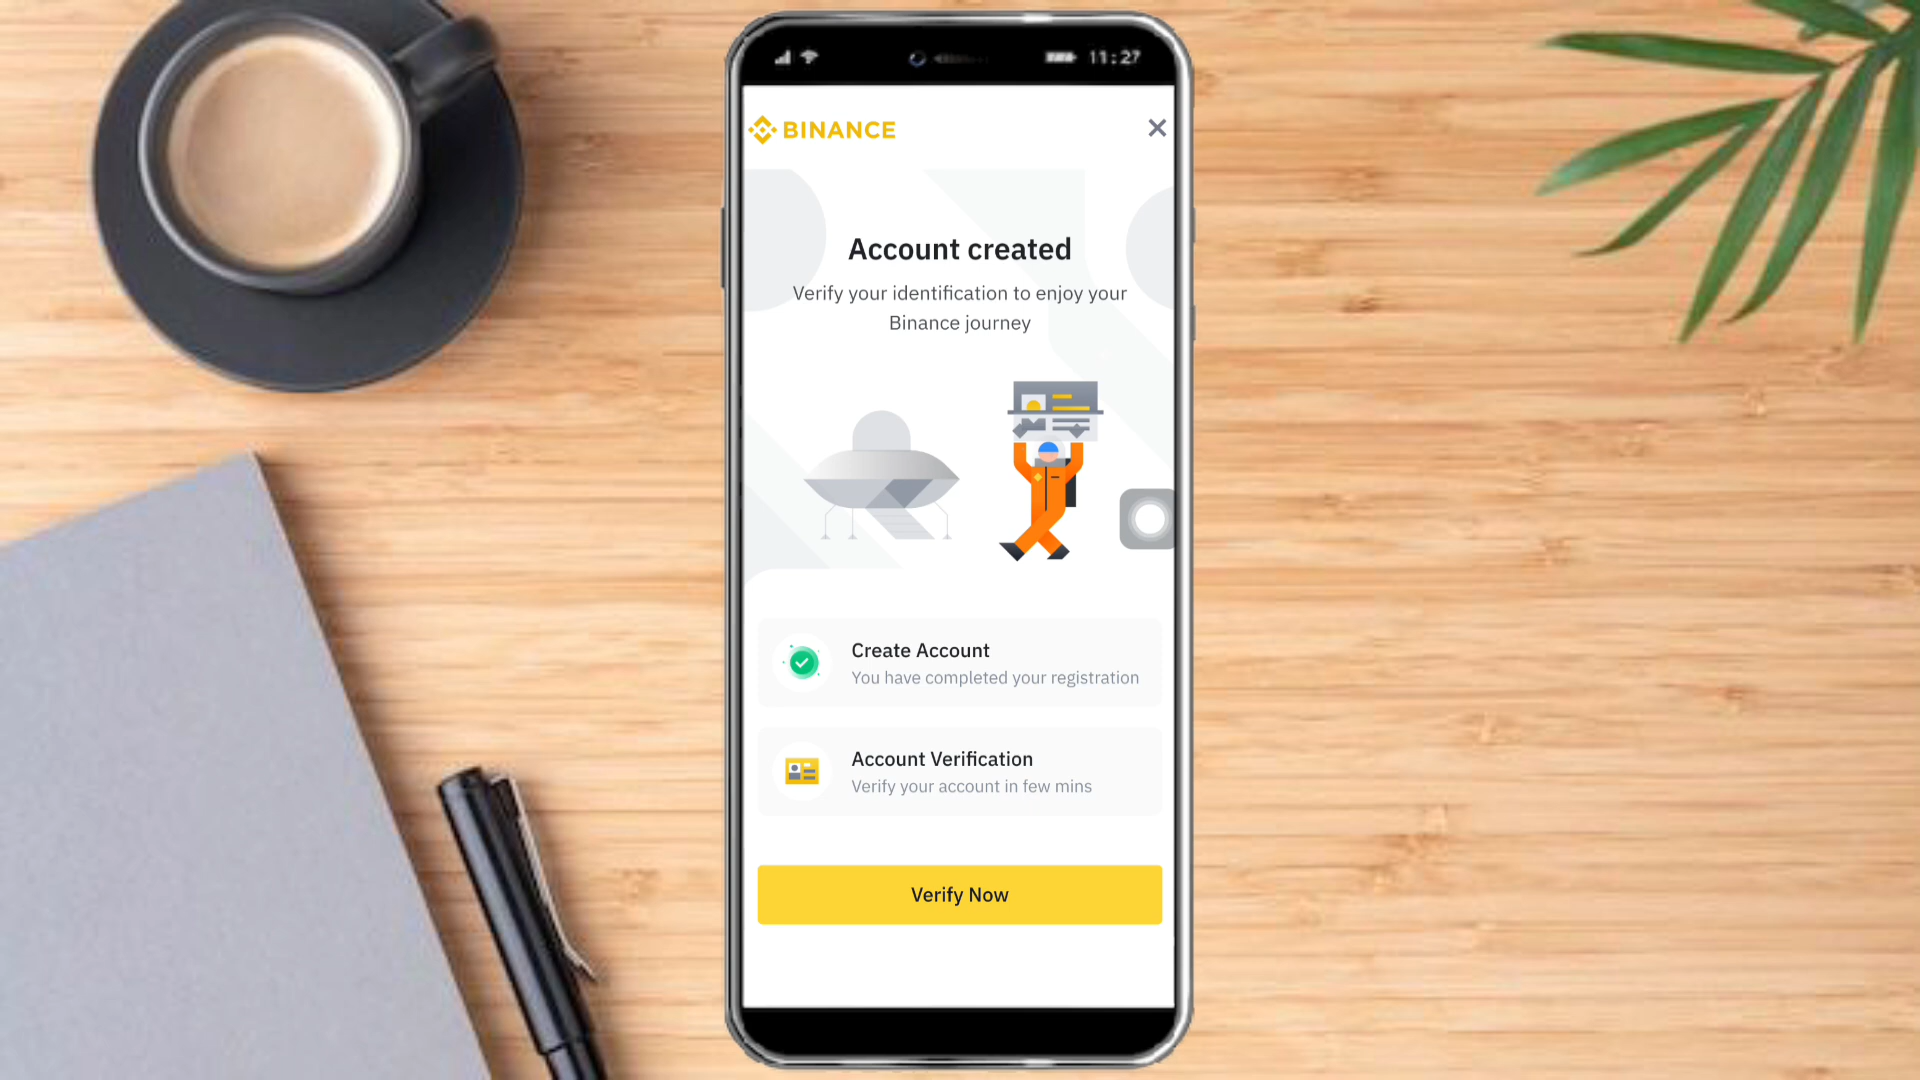 11:27
BINANCE
Account created
Verify your identification to enjoy your
Binance journey
Create Account
You have completed your registration
Account Verification
Verify your account in few mins
Verify Now